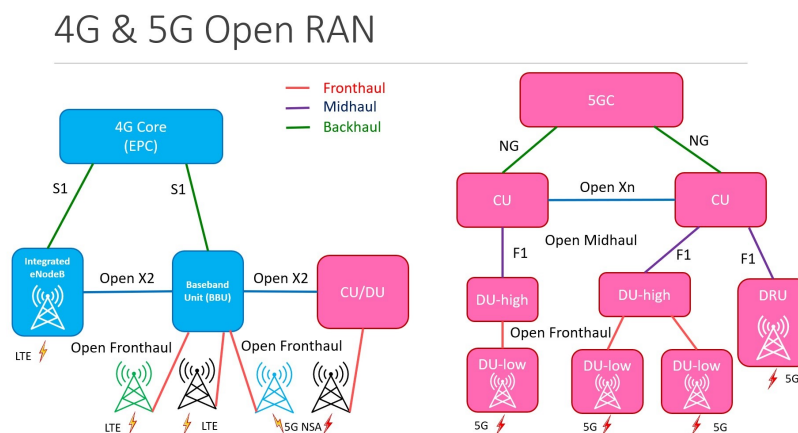 4G & 5G Open RAN
Fronthaul
Midhaul
Backhaul
4G Core
(EPC)
S1
S1
Integrated
eNodeB
Open X2
Baseband
Unit (BBU)
Open X2
CU/DU
LTE
Open Fronthaul
Open Fronthaul
LTE
LTE
5G NSA
5GC
NG
NG
CU
Open Xn
CU
F1
Open Midhaul
F1
F1
DU-high
DU-high
DRU
Open Fronthaul
DU-low
DU-low
DU-low
5G
5G
5G
5G